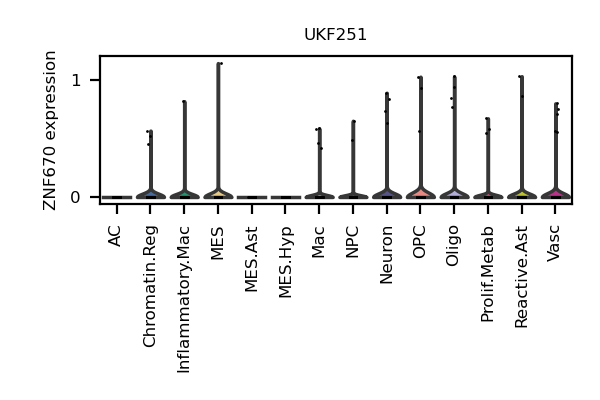 UKF251
ZNF670 expression
1
0
AC
Chromatin.Reg
Inflammatory.Mac
MES
MES.Ast
MES.Hyp
Mac
NPC
Neuron
OPC
Oligo
Prolif.Metab
Reactive.Ast
Vasc